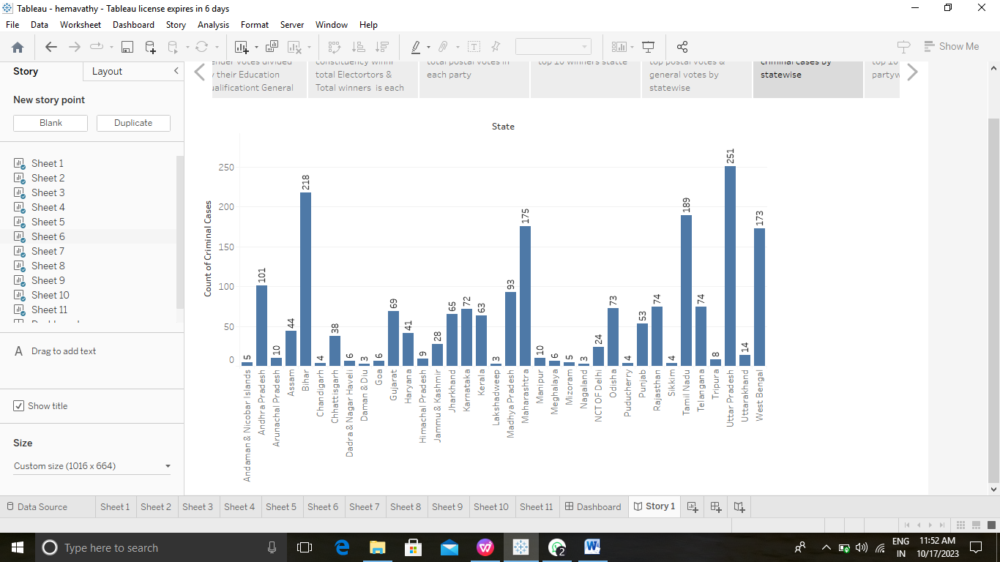 Tableau - hemavathy - Tableau license expires in 6 days
File Data Worksheet Dashboard Story Analysis Format Server Window Help
Show Me
Story
Layout
New story point
Blank
Duplicate
Sheet 1
Sheet 2
Sheet 3
Sheet 4
Sheet 5
Sheet 6
Sheet 7
Sheet 8
Sheet 9
Sheet 10
Sheet 11
A Drag to add text
Show title
Size
Custom size (1016 x 664)
ender votes divided
y their Education
ualificationt General
constituency winnr
total Electortors &
Total winners is each
total postal votes in
each party
top 10 winners statte
top postal votes &
general votes by
statewise
criminal cases by
statewise
top 10
partyw
State
Count of Criminal Cases
250
200
150
100
50
0
5
101
10
44
218
4
38
6
3
6
69
41
9
28
65
72
63
3
93
175
10
6
5
3
24
73
4
53
74
4
189
74
8
251
14
173
Andaman & Nicobar Islands
Andhra Pradesh
Arunachal Pradesh
Assam
Bihar
Chandigarh
Chhattisgarh
Dadra & Nagar Haveli
Daman & Diu
Goa
Gujarat
Haryana
Himachal Pradesh
Jammu & Kashmir
Jharkhand
Karnataka
Kerala
Lakshadweep
Madhya Pradesh
Maharashtra
Manipur
Meghalaya
Mizoram
Nagaland
NCT OF Delhi
Odisha
Puducherry
Punjab
Rajasthan
Sikkim
Tamil Nadu
Telangana
Tripura
Uttar Pradesh
Uttarakhand
West Bengal
Data Source Sheet 1 Sheet 2 Sheet 3 Sheet 4 Sheet 5 Sheet 6 Sheet 7 Sheet 8 Sheet 9 Sheet 10 Sheet 11 Dashboard Story 1
Type here to search
2
ENG
IN
11:52 AM
10/17/2023